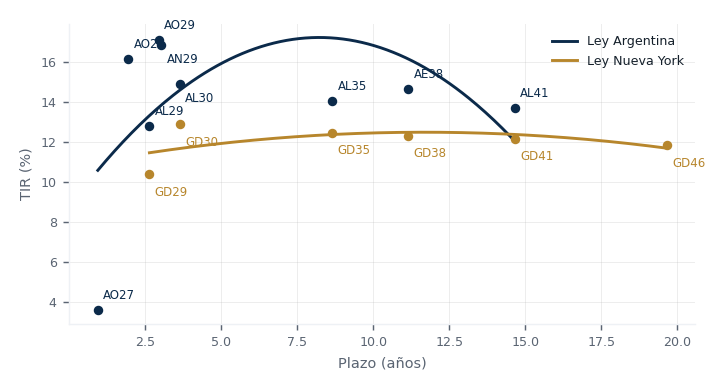 AO29
AO2
AN29
AL30
AL29
AL35
AE38
AL41
GD30
GD35
GD38
GD41
GD46
GD29
AO27
Ley Argentina
Ley Nueva York
TIR (%)
16
14
12
10
8
6
4
2.5
5.0
7.5
10.0
12.5
15.0
17.5
20.0
Plazo (años)